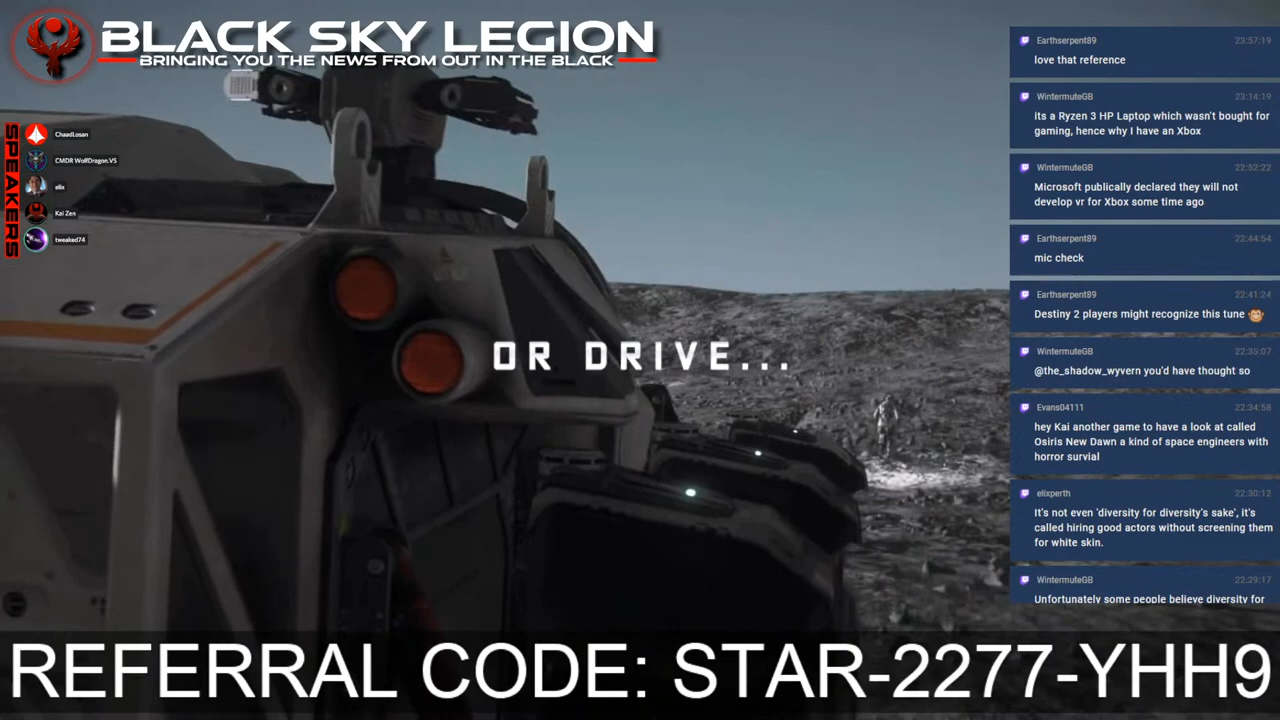 BLACK SKY LEGION
BRINGING YOU THE NEWS FROM OUT IN THE BLACK
SPEAKERS
ChaadLosan
CMDR WolfDragon.VS
elix
Kai Zen
tweaked74
OR DRIVE...
Earthserpent89 23:57:19
love that reference
WintermuteGB 23:14:19
its a Ryzen 3 HP Laptop which wasn't bought for
gaming, hence why I have an Xbox
WintermuteGB 22:52:22
Microsoft publically declared they will not
develop vr for Xbox some time ago
Earthserpent89 22:44:54
mic check
Earthserpent89 22:41:24
Destiny 2 players might recognize this tune
WintermuteGB 22:35:07
@the_shadow_wyvern you'd have thought so
Evans04111 22:34:58
hey Kai another game to have a look at called
Osiris New Dawn a kind of space engineers with
horror survial
elixperth 22:30:12
It's not even 'diversity for diversity's sake', it's
called hiring good actors without screening them
for white skin.
WintermuteGB 22:29:17
Unfortunately some people believe diversity for
REFERRAL CODE: STAR-2277-YHH9